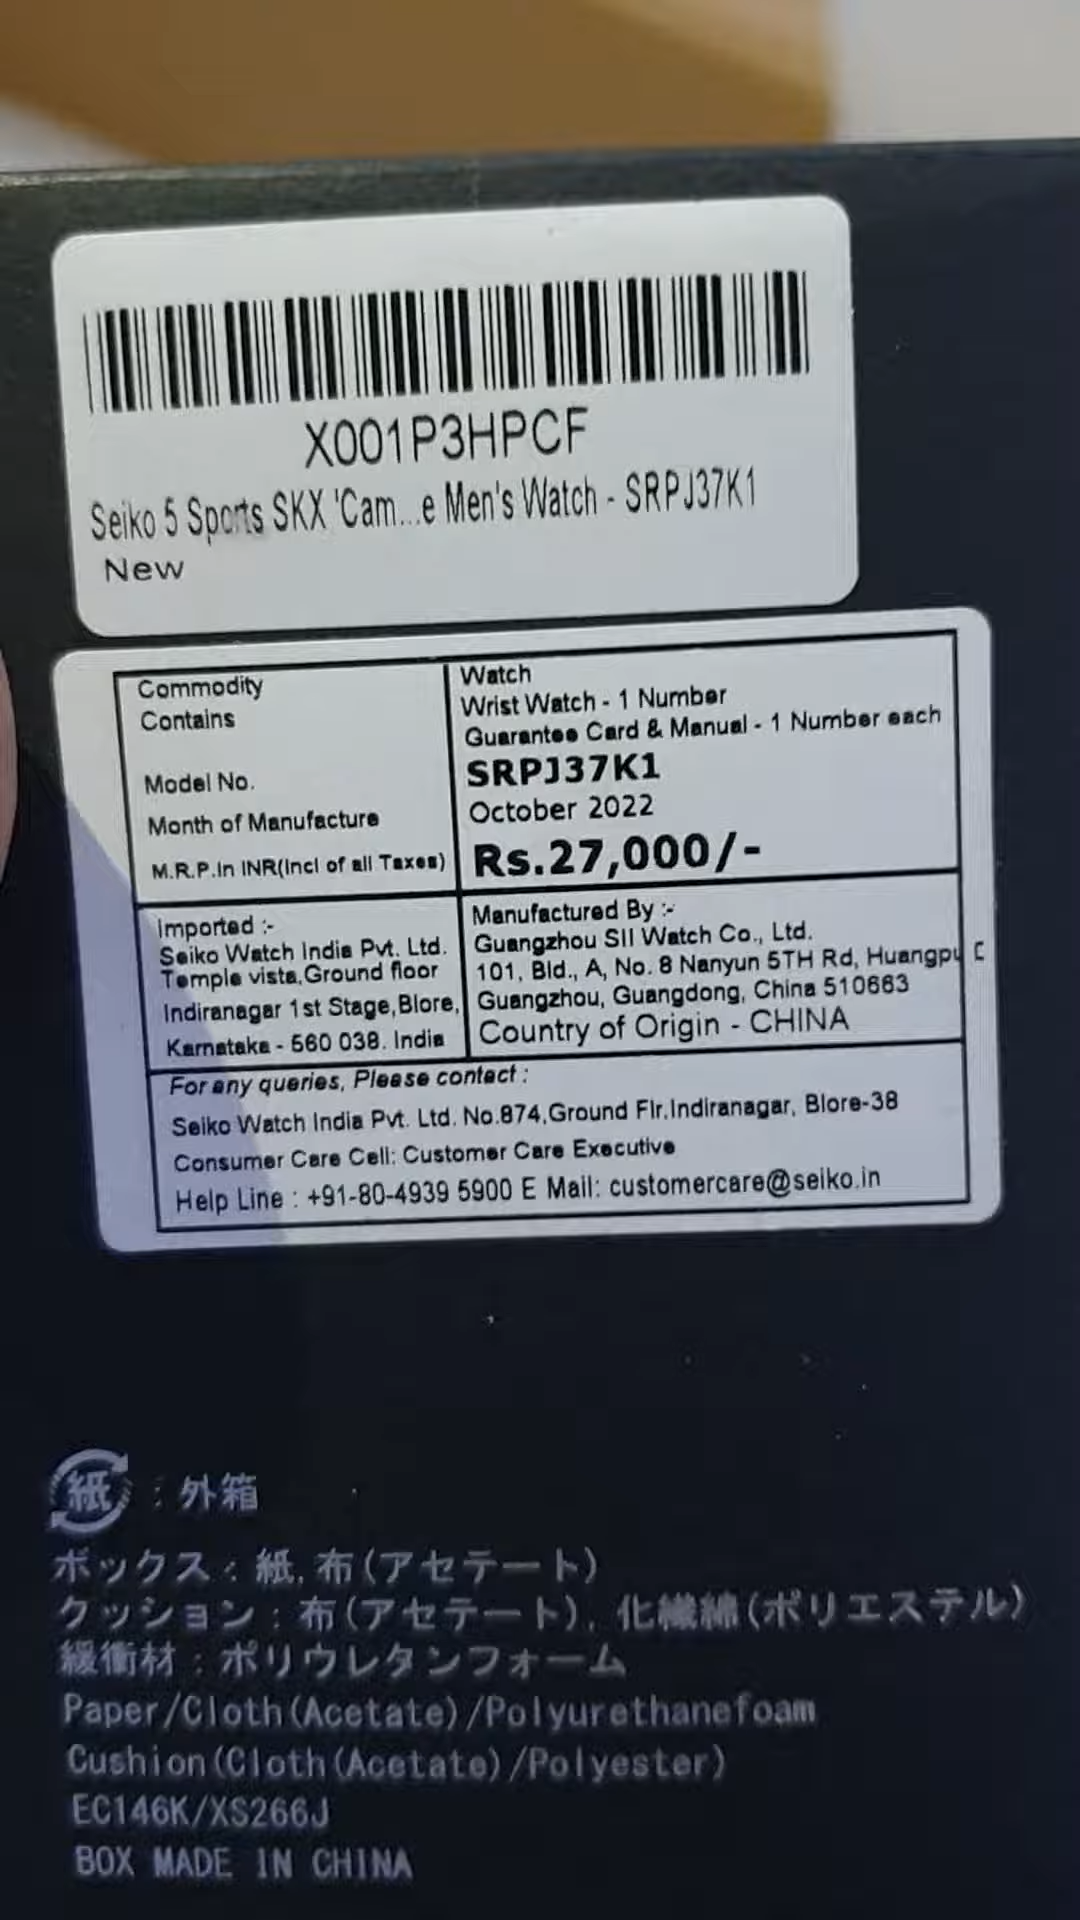 X001P3HPCF
Seiko 5 Sports SKX 'Cam...e Men's Watch - SRPJ37K1
New
Commodity Watch
Contains Wrist Watch - 1 Number
Guarantee Card & Manual - 1 Number each
Model No. SRPJ37K1
Month of Manufacture October 2022
M.R.P.In INR(Incl of all Taxes) Rs.27,000/-
Imported :-
Seiko Watch India Pvt. Ltd.
Temple vista,Ground floor
Indiranagar 1st Stage,Blore,
Karnataka - 560 038. India
Manufactured By :-
Guangzhou SII Watch Co., Ltd.
101, Bld., A, No. 8 Nanyun 5TH Rd, Huangpu
Guangzhou, Guangdong, China 510663
Country of Origin - CHINA
For any queries, Please contact :
Seiko Watch India Pvt. Ltd. No.874,Ground Flr,Indiranagar, Blore-38
Consumer Care Cell: Customer Care Executive
Help Line : +91-80-4939 5900 E Mail: customercare@seiko.in
紙 : 外箱
ボックス : 紙, 布(アセテート)
クッション : 布(アセテート), 化繊綿(ポリエステル)
緩衝材 : ポリウレタンフォーム
Paper/Cloth(Acetate)/Polyurethanefoam
Cushion(Cloth(Acetate)/Polyester)
EC146K/XS266J
BOX MADE IN CHINA